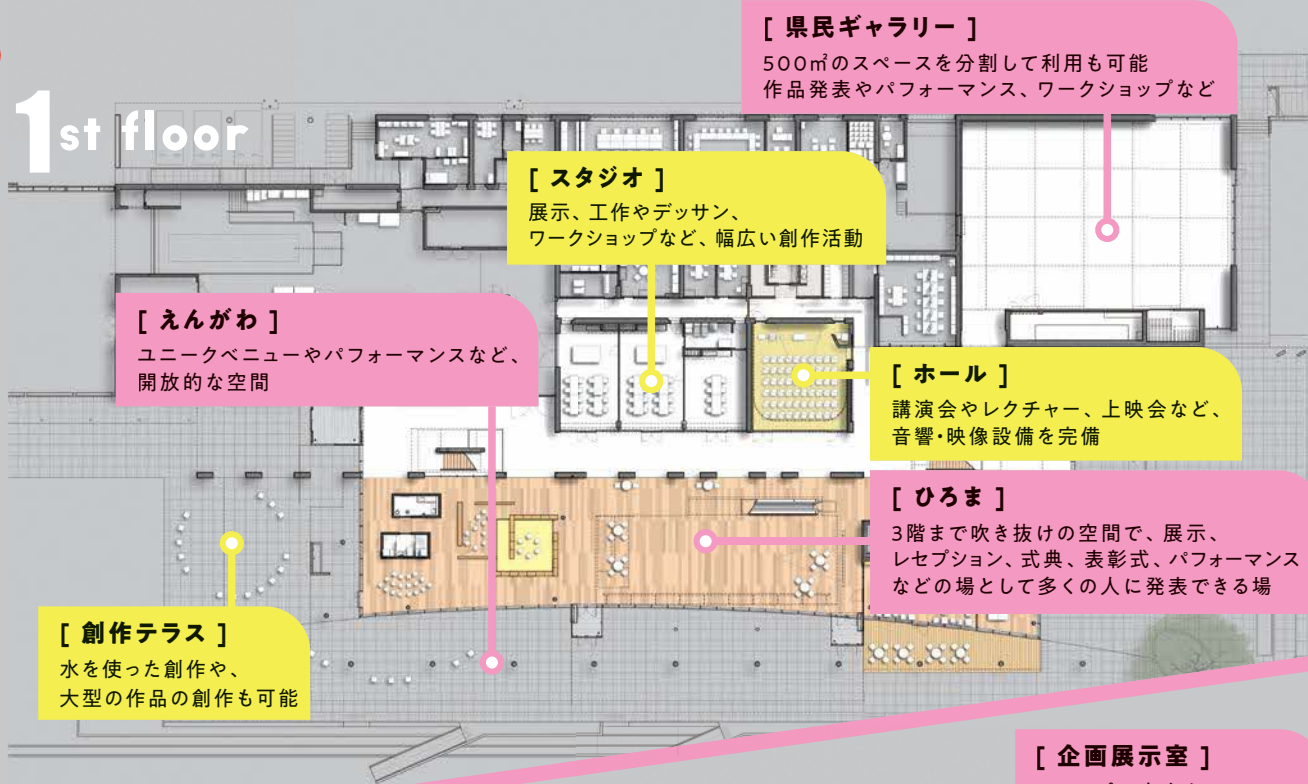 1st floor
[ 県民ギャラリー ]
500㎡のスペースを分割して利用も可能
作品発表やパフォーマンス、ワークショップなど
[ スタジオ ]
展示、工作やデッサン、
ワークショップなど、幅広い創作活動
[ えんがわ ]
ユニークベニューやパフォーマンスなど、
開放的な空間
[ ホール ]
講演会やレクチャー、上映会など、
音響・映像設備を完備
[ ひろま ]
3階まで吹き抜けの空間で、展示、
レセプション、式典、表彰式、パフォーマンス
などの場として多くの人に発表できる場
[ 創作テラス ]
水を使った創作や、
大型の作品の創作も可能
[ 企画展示室 ]